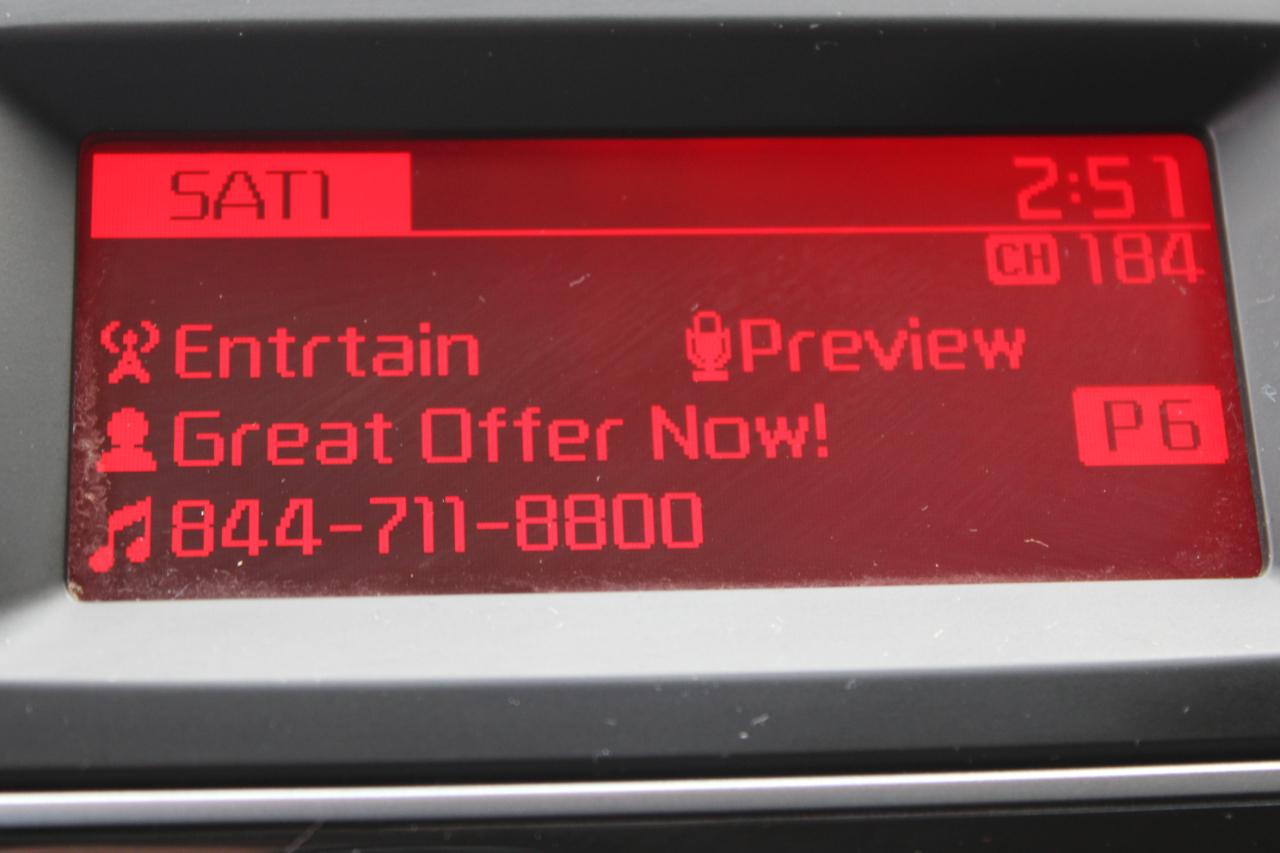 SAT1 2:51
CH 184
Entrtain Preview
Great Offer Now!
P6
844-711-8800